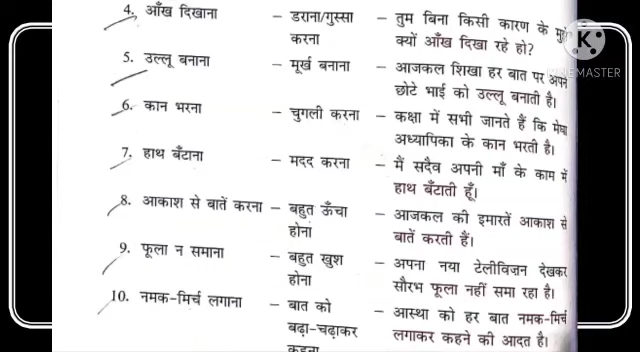 4. आँख दिखाना – डराना/गुस्सा – तुम बिना किसी कारण के
करना क्यों आँख दिखा रहे हो?
5. उल्लू बनाना – मूर्ख बनाना – आजकल शिखा हर बात पर अपने
छोटे भाई को उल्लू बनाती है।
6. कान भरना – चुगली करना – कक्षा में सभी जानते हैं कि मेघा
अध्यापिका के कान भरती है।
7. हाथ बँटाना – मदद करना – मैं सदैव अपनी माँ के काम में
हाथ बँटाती हूँ।
8. आकाश से बातें करना – बहुत ऊँचा – आजकल की इमारतें आकाश से
होना बातें करती हैं।
9. फूला न समाना – बहुत खुश – अपना नया टेलीविज़न देखकर
होना सौरभ फूला नहीं समा रहा है।
10. नमक-मिर्च लगाना – बात को – आस्था को हर बात नमक-मिर्च
बढ़ा-चढ़ाकर लगाकर कहने की आदत है।
कहना
K
KINEMASTER